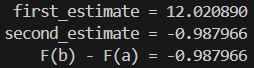 first_estimate = 12.020890
second_estimate = -0.987966
F(b) - F(a) = -0.987966